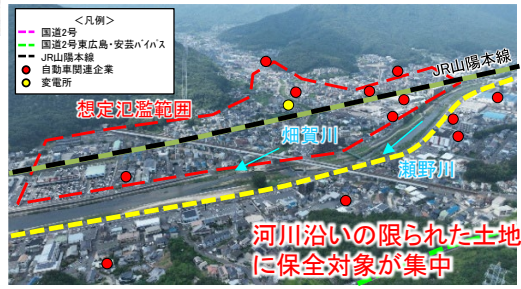 ＜凡例＞
国道2号
国道2号東広島・安芸ﾊﾞｲﾊﾟｽ
JR山陽本線
自動車関連企業
変電所
JR山陽本線
想定氾濫範囲
畑賀川
瀬野川
河川沿いの限られた土地
に保全対象が集中